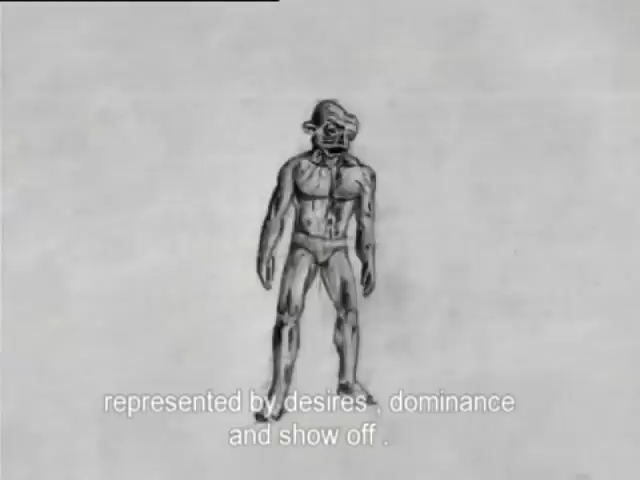 represented by desires , dominance
and show off .